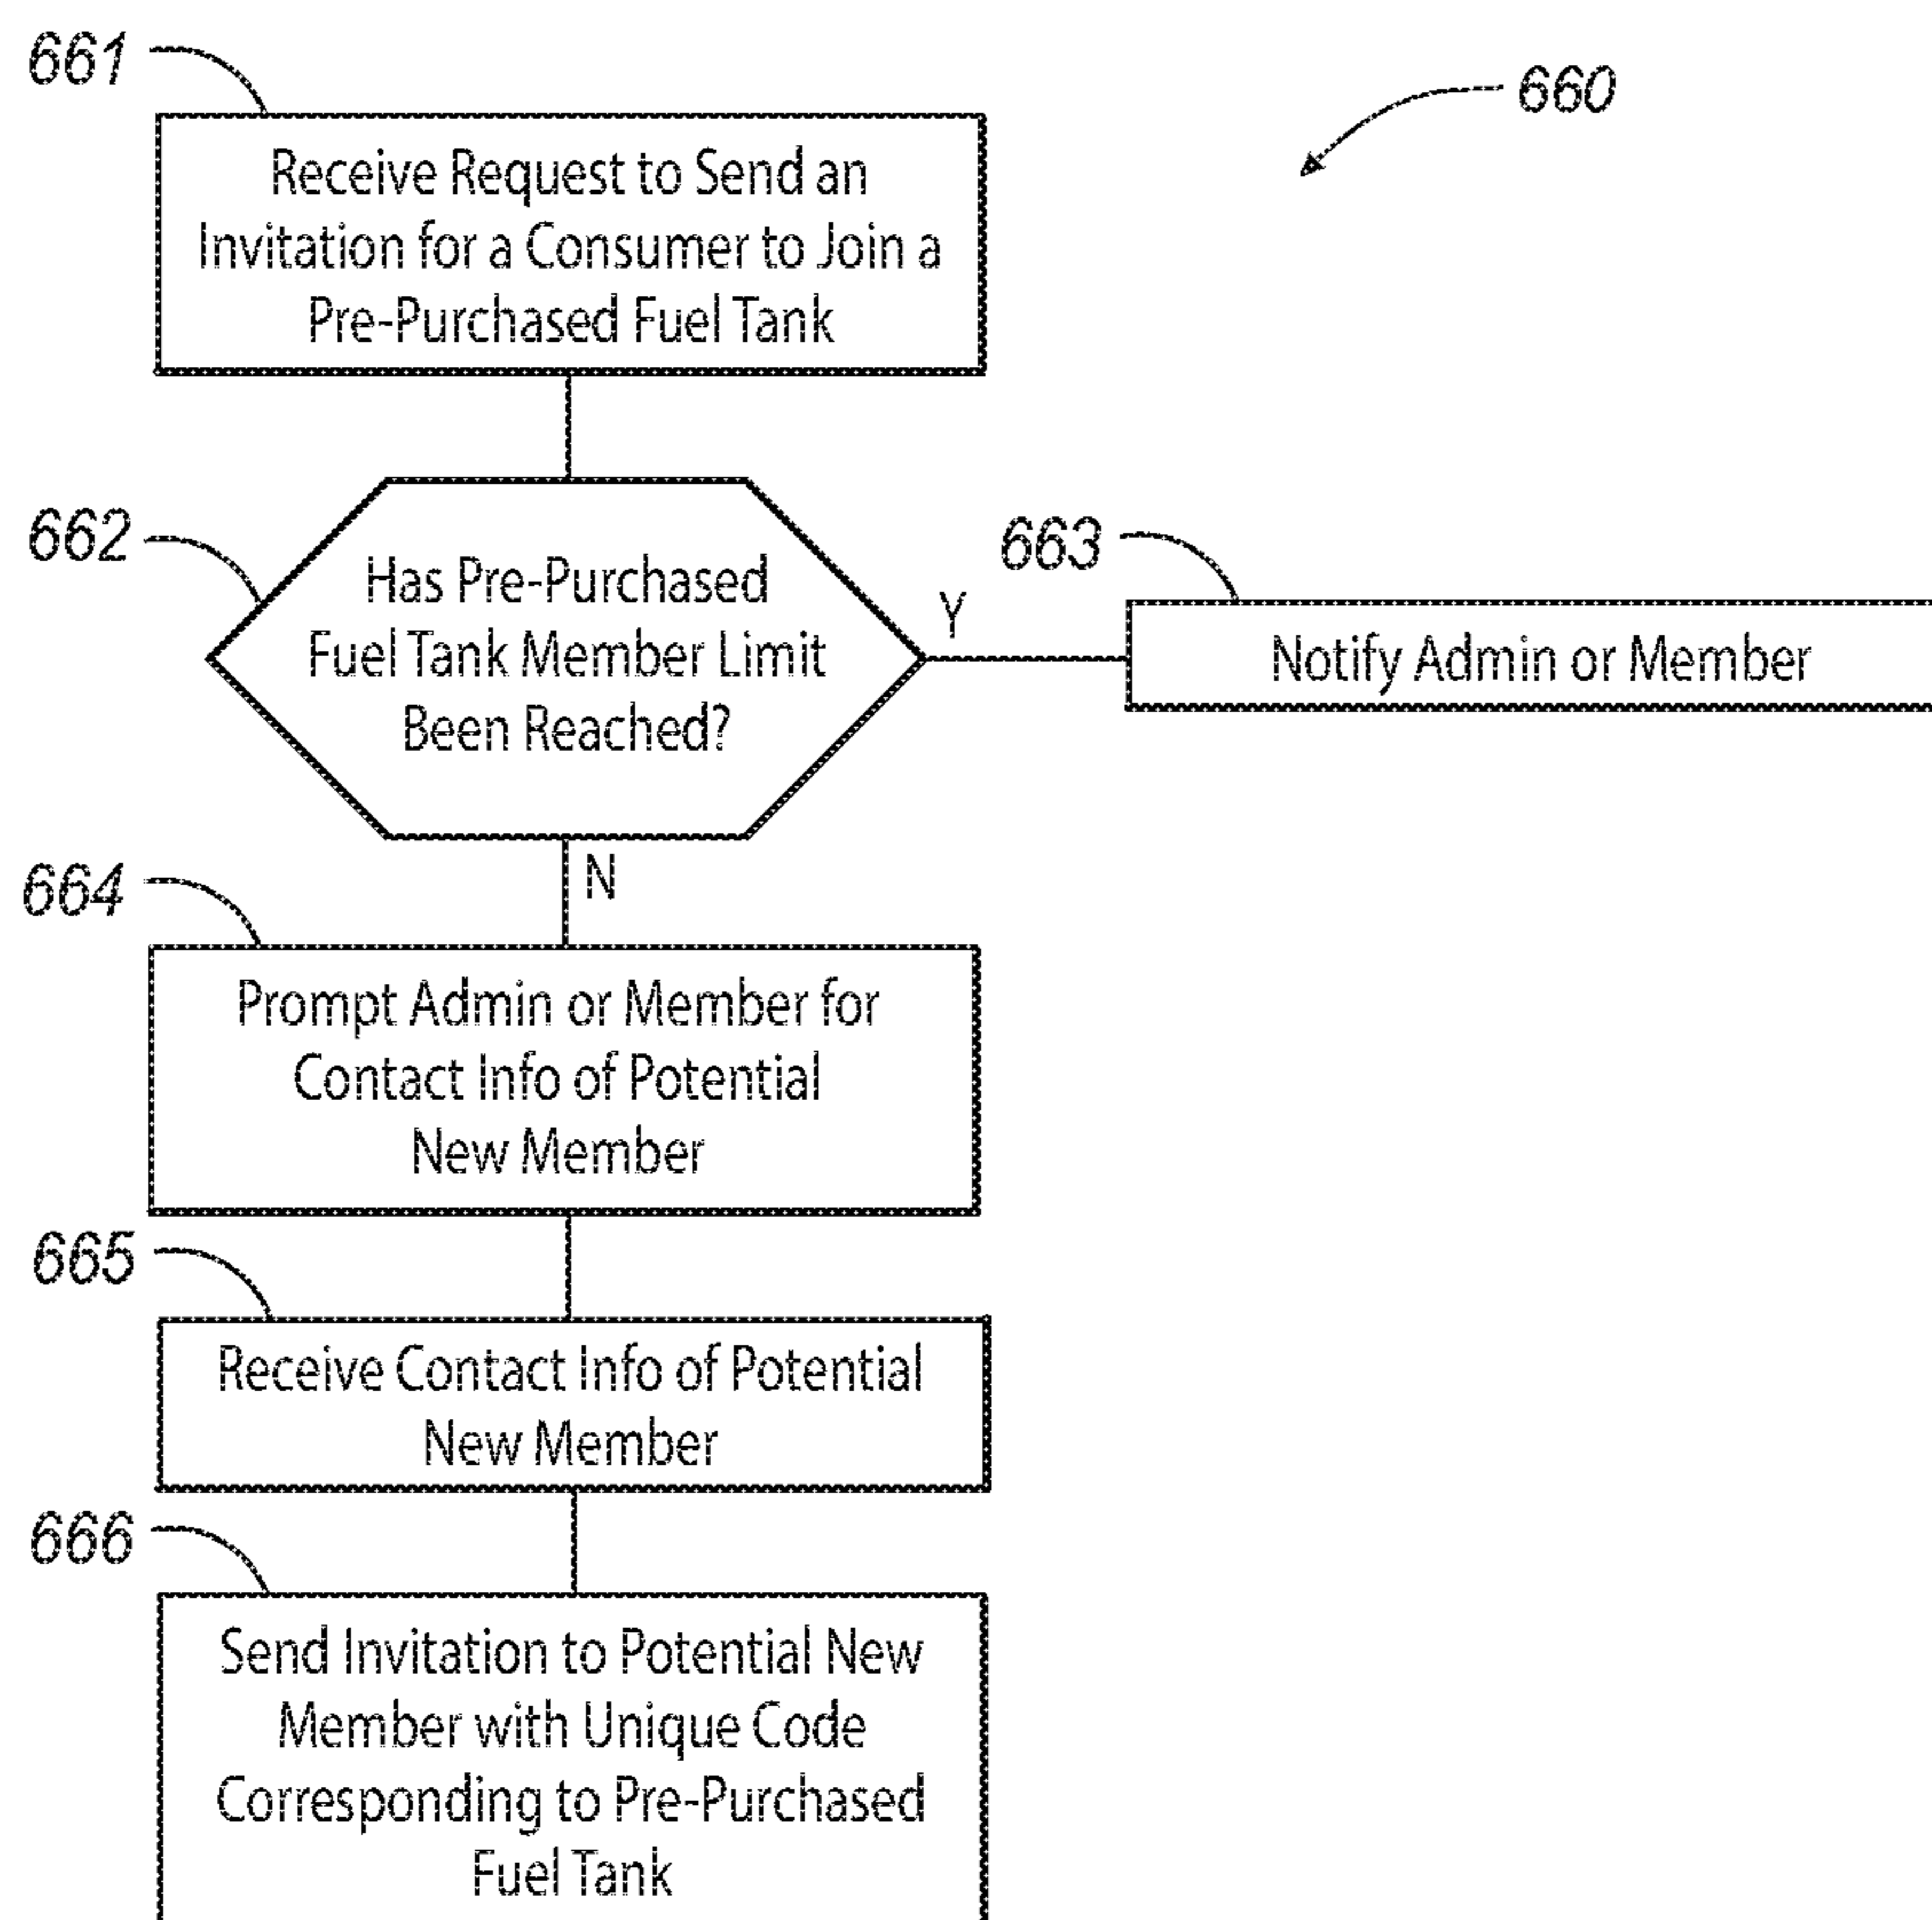 661
660
Receive Request to Send an
Invitation for a Consumer to Join a
Pre-Purchased Fuel Tank
662
Has Pre-Purchased
Fuel Tank Member Limit
Been Reached?
Y
663
Notify Admin or Member
N
664
Prompt Admin or Member for
Contact Info of Potential
New Member
665
Receive Contact Info of Potential
New Member
666
Send Invitation to Potential New
Member with Unique Code
Corresponding to Pre-Purchased
Fuel Tank